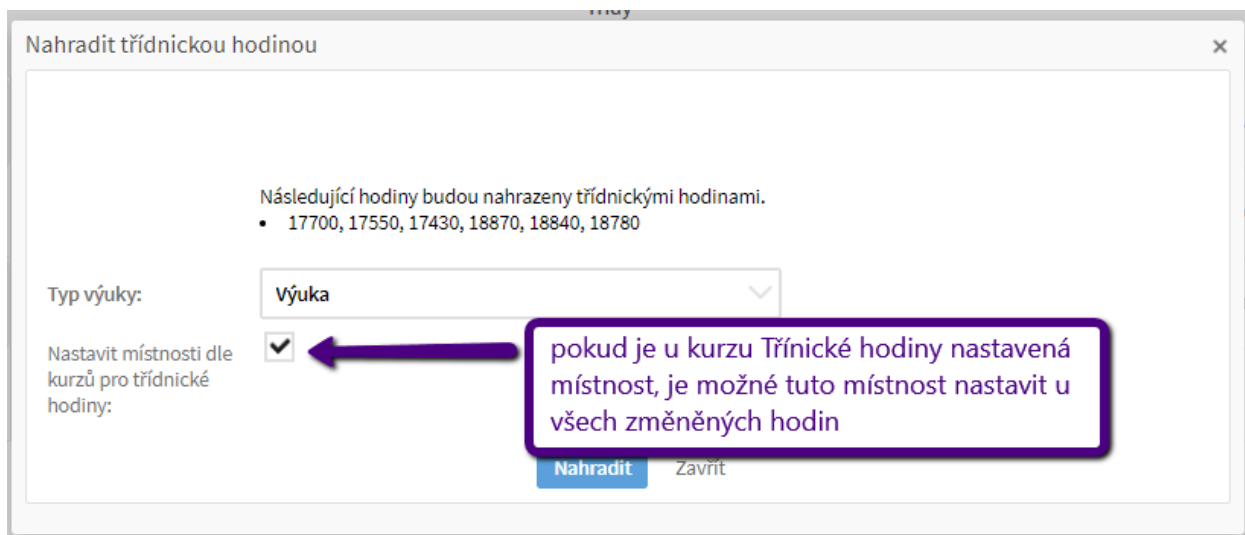 Nahradit třídnickou hodinou ×
Následující hodiny budou nahrazeny třídnickými hodinami.
• 17700, 17550, 17430, 18870, 18840, 18780
Typ výuky: Výuka
Nastavit místnosti dle
kurzů pro třídnické
hodiny:
pokud je u kurzu Třínické hodiny nastavená
místnost, je možné tuto místnost nastavit u
všech změněných hodin
Nahradit Zavřít